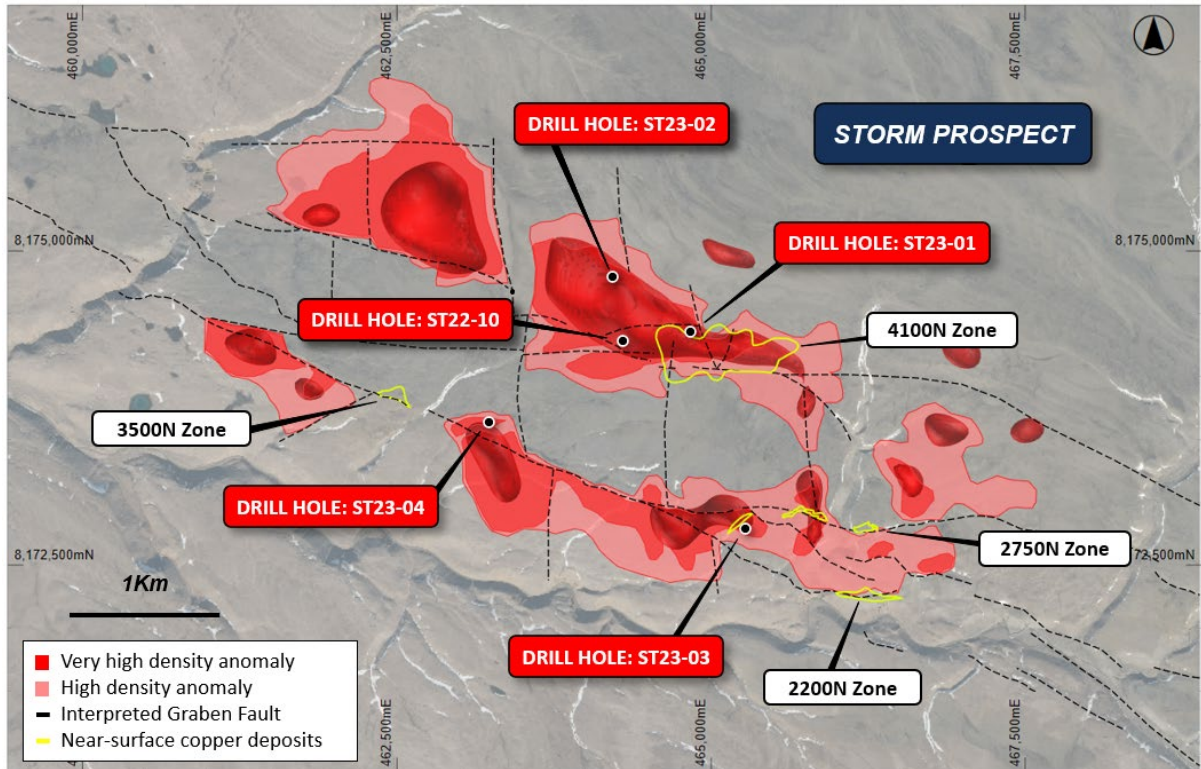 460,000mE
462,500mE
465,000mE
467,500mE
DRILL HOLE: ST23-02
STORM PROSPECT
8,175,000mN
8,175,000mN
DRILL HOLE: ST23-01
DRILL HOLE: ST22-10
4100N Zone
3500N Zone
DRILL HOLE: ST23-04
8,172,500mN
72,500mN
2750N Zone
1Km
DRILL HOLE: ST23-03
2200N Zone
Very high density anomaly
High density anomaly
Interpreted Graben Fault
Near-surface copper deposits
460,000mE
462,500mE
465,000mE
467,500mE